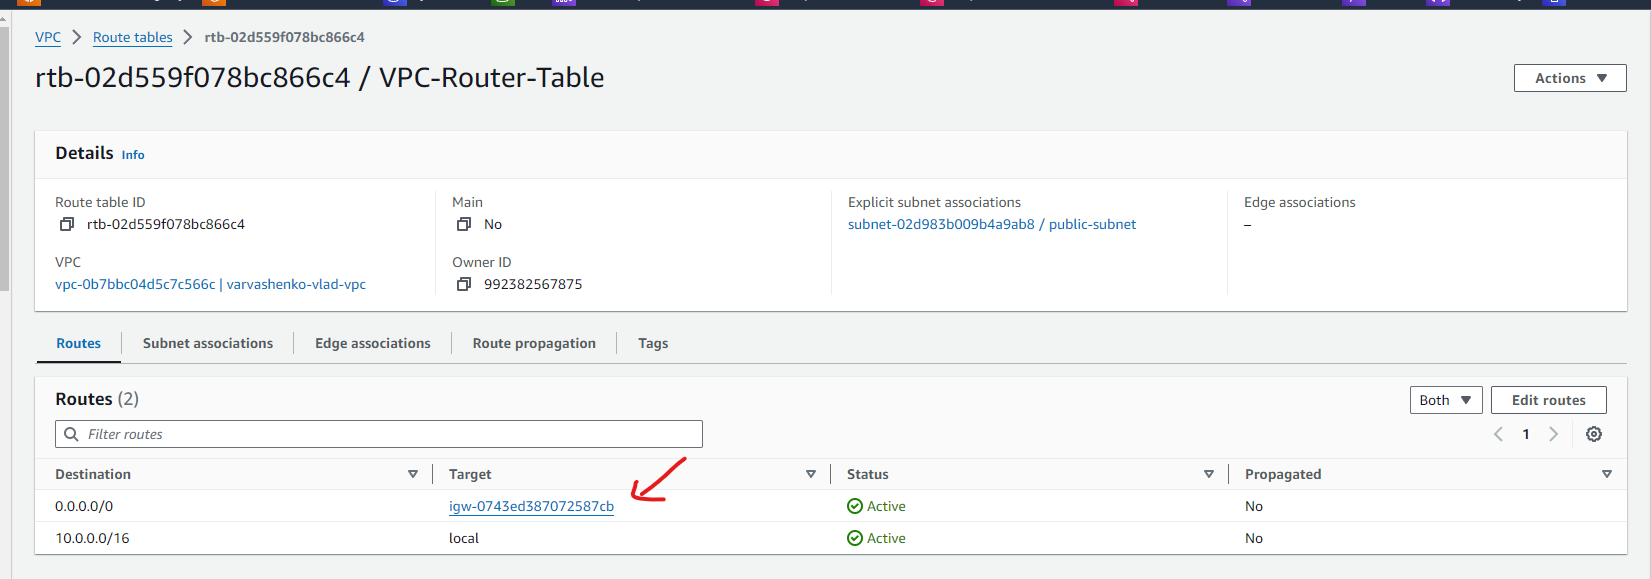 VPC > Route tables > rtb-02d559f078bc866c4
rtb-02d559f078bc866c4 / VPC-Router-Table
Actions
Details Info
Route table ID
rtb-02d559f078bc866c4
Main
No
Explicit subnet associations
subnet-02d983b009b4a9ab8 / public-subnet
Edge associations
–
VPC
vpc-0b7bbc04d5c7c566c | varvashenko-vlad-vpc
Owner ID
992382567875
Routes Subnet associations Edge associations Route propagation Tags
Routes (2)
Both Edit routes
Filter routes
1
Destination Target Status Propagated
0.0.0.0/0 igw-0743ed387072587cb Active No
10.0.0.0/16 local Active No